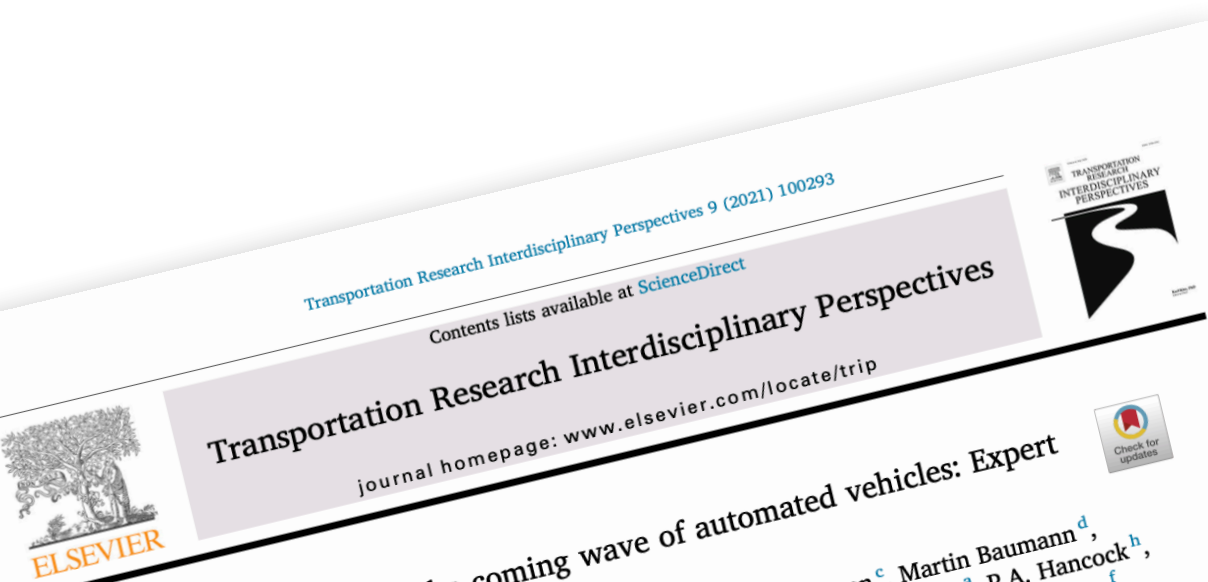 Transportation Research Interdisciplinary Perspectives 9 (2021) 100293
Contents lists available at ScienceDirect
Transportation Research Interdisciplinary Perspectives
journal homepage: www.elsevier.com/locate/trip
TRANSPORTATION
RESEARCH
INTERDISCIPLINARY
PERSPECTIVES
ELSEVIER
Check for
updates
coming wave of automated vehicles: Expert
c Martin Baumann d,
a P.A. Hancock h,
f